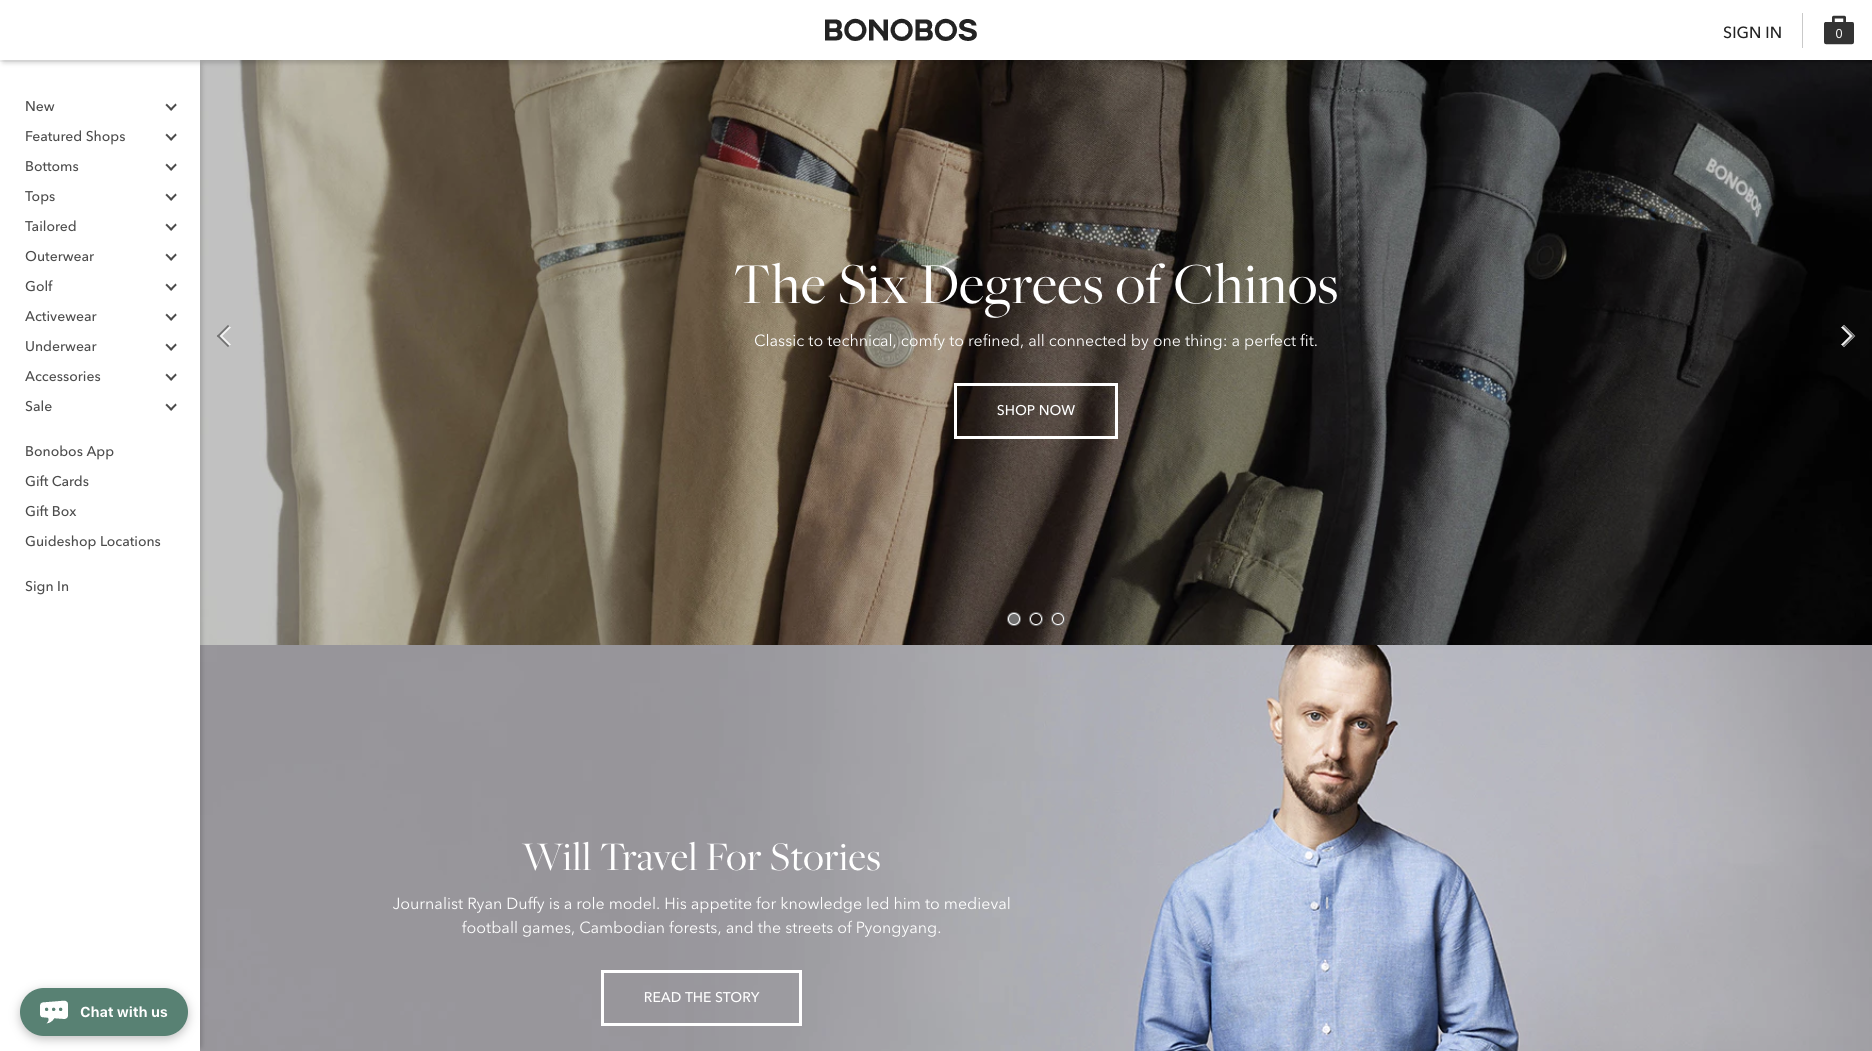 BONOBOS
SIGN IN
0
New
Featured Shops
Bottoms
Tops
Tailored
Outerwear
Golf
Activewear
Underwear
Accessories
Sale
Bonobos App
Gift Cards
Gift Box
Guideshop Locations
Sign In
Chat with us
BONOBOS
The Six Degrees of Chinos
Classic to technical, comfy to refined, all connected by one thing: a perfect fit.
SHOP NOW
Will Travel For Stories
Journalist Ryan Duffy is a role model. His appetite for knowledge led him to medieval
football games, Cambodian forests, and the streets of Pyongyang.
READ THE STORY